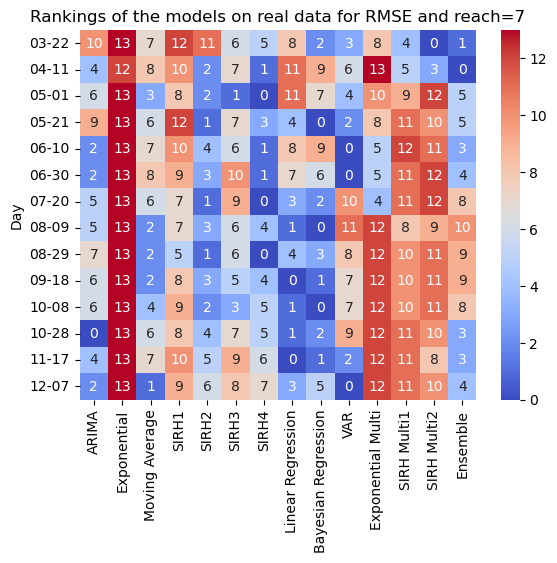 Rankings of the models on real data for RMSE and reach=7
03-22 10 13 7 12 11 6 5 8 2 3 8 4 0 1
04-11 4 12 8 10 2 7 1 11 9 6 13 5 3 0
05-01 6 13 3 8 2 1 0 11 7 4 10 9 12 5
05-21 9 13 6 12 1 7 3 4 0 2 8 11 10 5
06-10 2 13 7 10 4 6 1 8 9 0 5 12 11 3
06-30 2 13 8 9 3 10 1 7 6 0 5 11 12 4
07-20 5 13 6 7 1 9 0 3 2 10 4 11 12 8
08-09 5 13 2 7 3 6 4 1 0 11 12 8 9 10
08-29 7 13 2 5 1 6 0 4 3 8 12 10 11 9
09-18 6 13 2 8 3 5 4 0 1 7 12 10 11 9
10-08 6 13 4 9 2 3 5 1 0 7 12 10 11 8
10-28 0 13 6 8 4 7 5 1 2 9 12 11 10 3
11-17 4 13 7 10 5 9 6 0 1 2 12 11 8 3
12-07 2 13 1 9 6 8 7 3 5 0 12 11 10 4
Day
ARIMA
Exponential
Moving Average
SIRH1
SIRH2
SIRH3
SIRH4
Linear Regression
Bayesian Regression
VAR
Exponential Multi
SIRH Multi1
SIRH Multi2
Ensemble
12
10
8
6
4
2
0